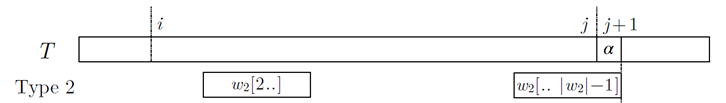 i j j+1
T α
Type 2 w₂[2..] w₂[.. |w₂|−1]